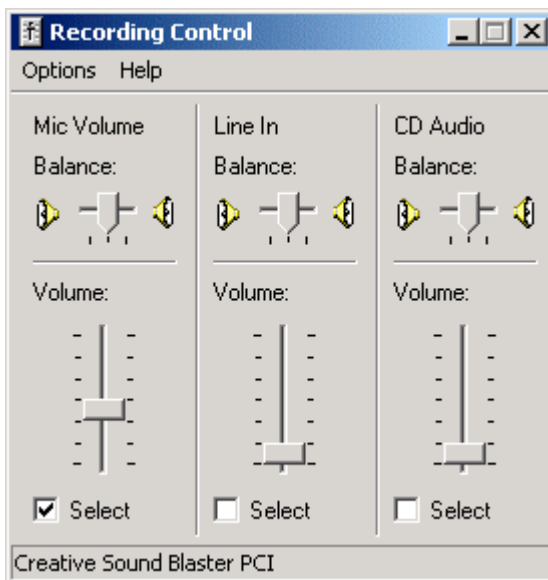 Recording Control
Options Help
Mic Volume Line In CD Audio
Balance: Balance: Balance:
Volume: Volume: Volume:
Select Select Select
Creative Sound Blaster PCI